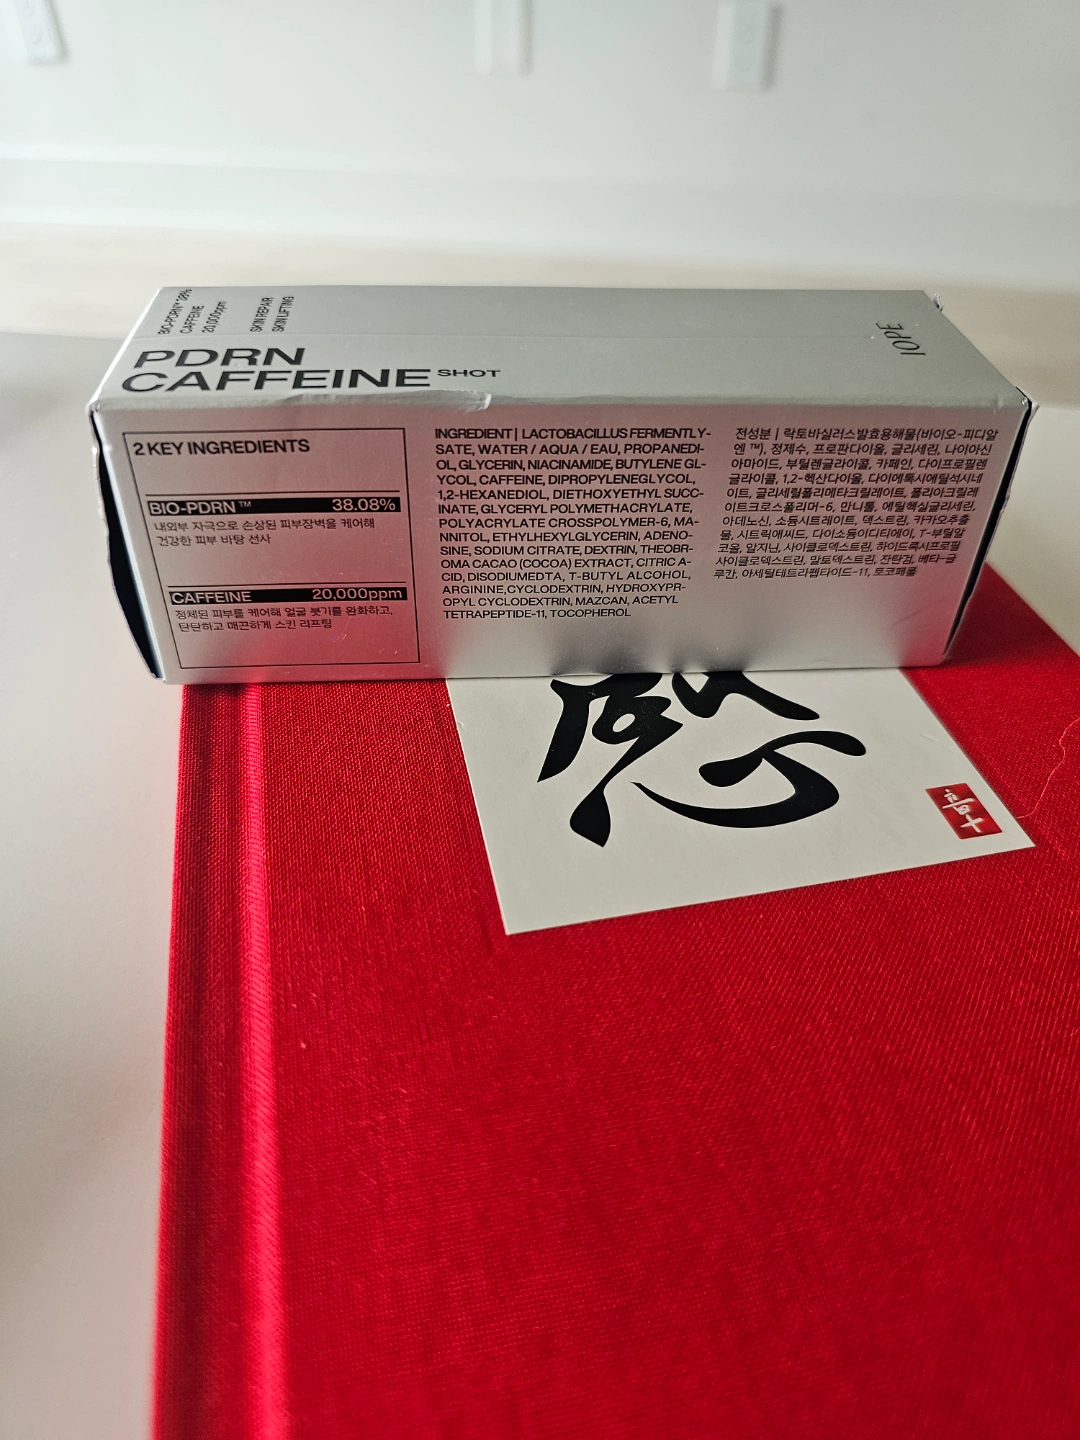 BIO-PDRN™ 38%
CAFFEINE
20,000ppm
SKIN REPAIR
SKIN LIFTING
PDRN
CAFFEINE SHOT
IOPE
2 KEY INGREDIENTS
BIO-PDRN™ 38.08%
내외부 자극으로 손상된 피부장벽을 케어해
건강한 피부 바탕 선사
CAFFEINE 20,000ppm
정체된 피부를 케어해 얼굴 붓기를 완화하고,
탄탄하고 매끈하게 스킨 리프팅
INGREDIENT | LACTOBACILLUS FERMENTLY-
SATE, WATER / AQUA / EAU, PROPANEDI-
OL, GLYCERIN, NIACINAMIDE, BUTYLENE GL-
YCOL, CAFFEINE, DIPROPYLENEGLYCOL,
1,2-HEXANEDIOL, DIETHOXYETHYL SUCC-
INATE, GLYCERYL POLYMETHACRYLATE,
POLYACRYLATE CROSSPOLYMER-6, MA-
NNITOL, ETHYLHEXYLGLYCERIN, ADENO-
SINE, SODIUM CITRATE, DEXTRIN, THEOBR-
OMA CACAO (COCOA) EXTRACT, CITRIC A-
CID, DISODIUMEDTA, T-BUTYL ALCOHOL,
ARGININE,CYCLODEXTRIN, HYDROXYPR-
OPYL CYCLODEXTRIN, MAZCAN, ACETYL
TETRAPEPTIDE-11, TOCOPHEROL
전성분 | 락토바실러스발효용해물(바이오-피디알
엔 ™), 정제수, 프로판다이올, 글리세린, 나이아신
아마이드, 부틸렌글라이콜, 카페인, 다이프로필렌
글라이콜, 1,2-헥산다이올, 다이에톡시에틸석시네
이트, 글리세릴폴리메타크릴레이트, 폴리아크릴레
이트크로스폴리머-6, 만니톨, 에틸헥실글리세린,
아데노신, 소듐시트레이트, 덱스트린, 카카오추출
물, 시트릭애씨드, 다이소듐이디티에이, T-부틸알
코올, 알지닌, 사이클로덱스트린, 하이드록시프로필
사이클로덱스트린, 말토덱스트린, 잔탄검, 베타-글
루칸, 아세틸테트라펩타이드-11, 토코페롤